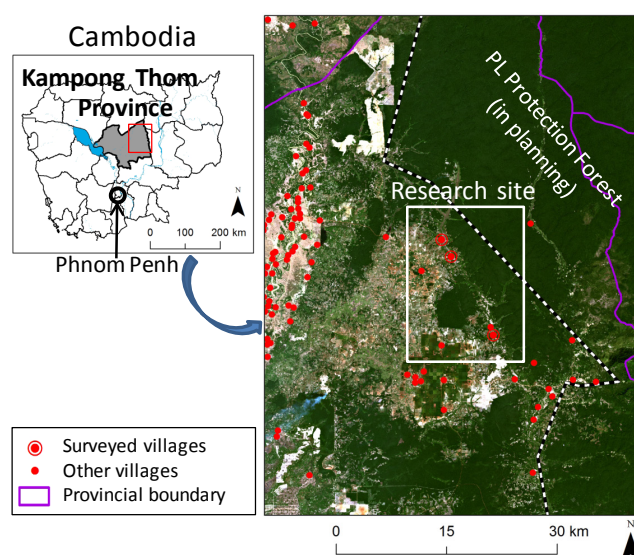 Cambodia
Kampong Thom
Province
N
0 100 200 km
Phnom Penh
PL Protection Forest
(in planning)
Research site
Surveyed villages
Other villages
Provincial boundary
0 15 30 km
N